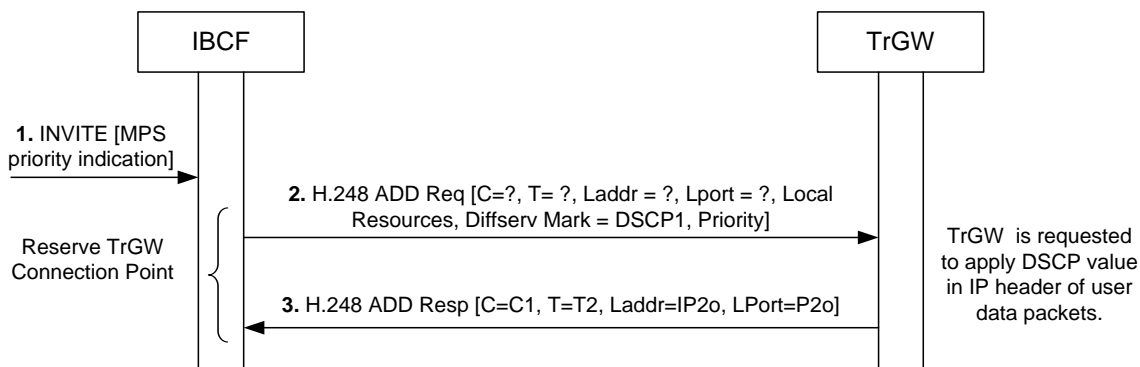 IBCF
TrGW
1. INVITE [MPS
priority indication]
2. H.248 ADD Req [C=?, T= ?, Laddr = ?, Lport = ?, Local
Resources, Diffserv Mark = DSCP1, Priority]
Reserve TrGW
Connection Point
TrGW is requested
to apply DSCP value
in IP header of user
data packets.
3. H.248 ADD Resp [C=C1, T=T2, Laddr=IP2o, LPort=P2o]